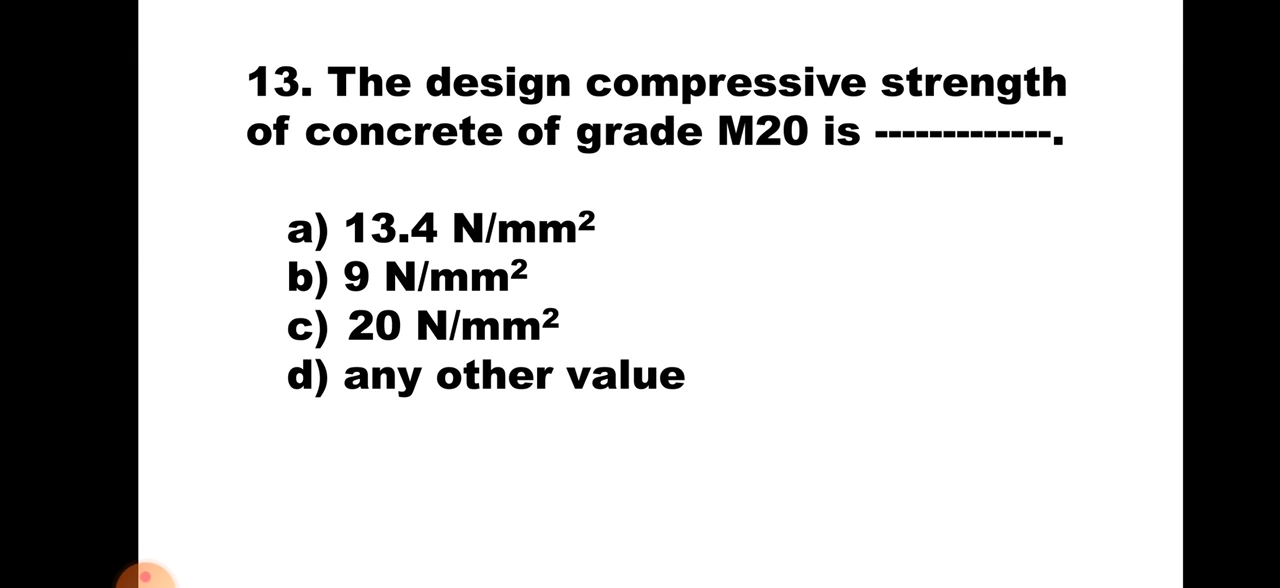 13. The design compressive strength
of concrete of grade M20 is -------------.
a) 13.4 N/mm²
b) 9 N/mm²
c) 20 N/mm²
d) any other value